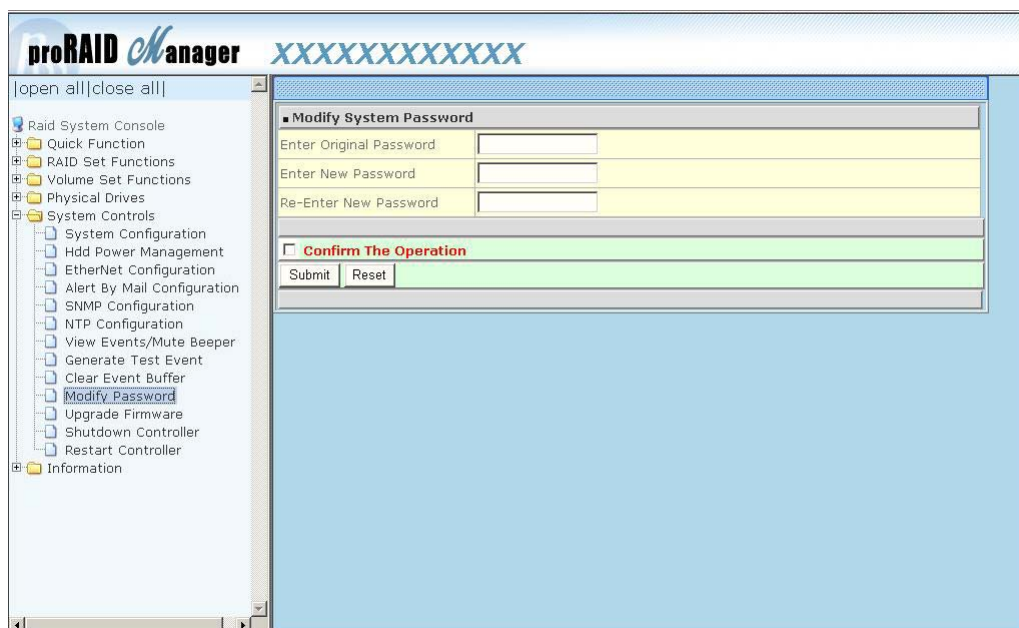 proRAID Manager XXXXXXXXXXXX
|open all|close all|
Raid System Console
Quick Function
RAID Set Functions
Volume Set Functions
Physical Drives
System Controls
System Configuration
Hdd Power Management
EtherNet Configuration
Alert By Mail Configuration
SNMP Configuration
NTP Configuration
View Events/Mute Beeper
Generate Test Event
Clear Event Buffer
Modify Password
Upgrade Firmware
Shutdown Controller
Restart Controller
Information
Modify System Password
Enter Original Password
Enter New Password
Re-Enter New Password
Confirm The Operation
Submit Reset